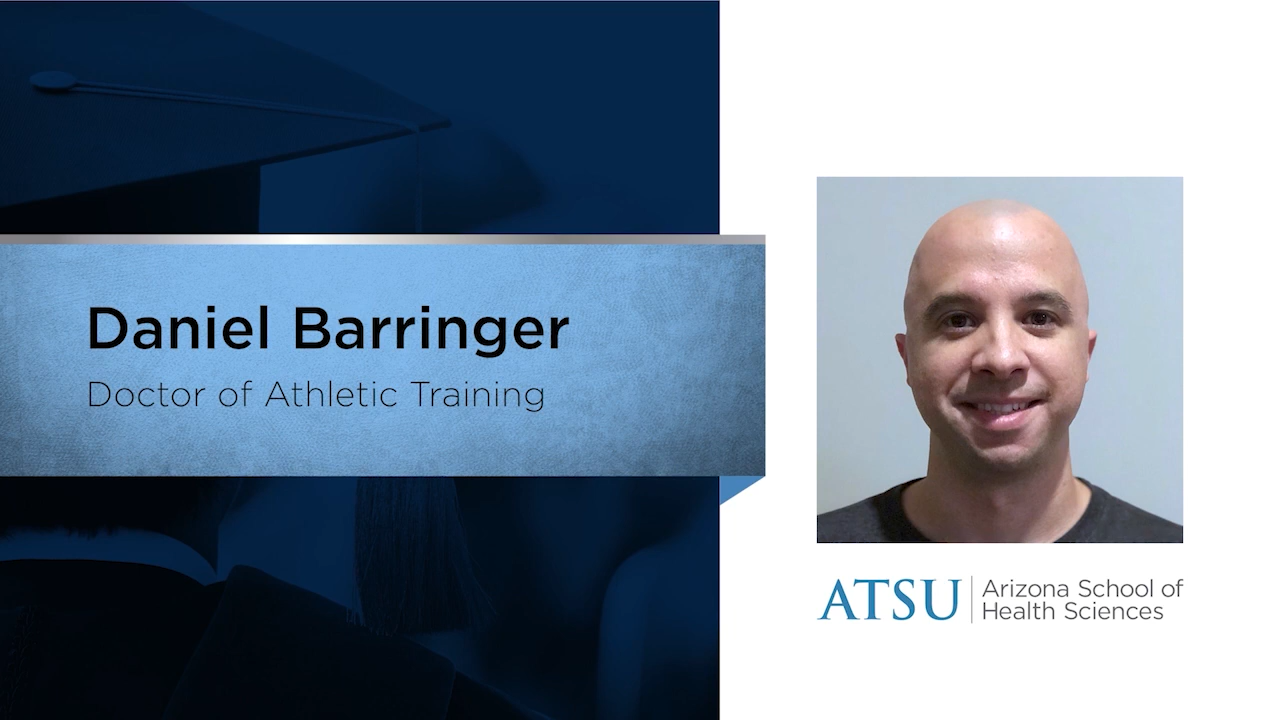 Daniel Barringer
Doctor of Athletic Training
ATSU
Arizona School of
Health Sciences